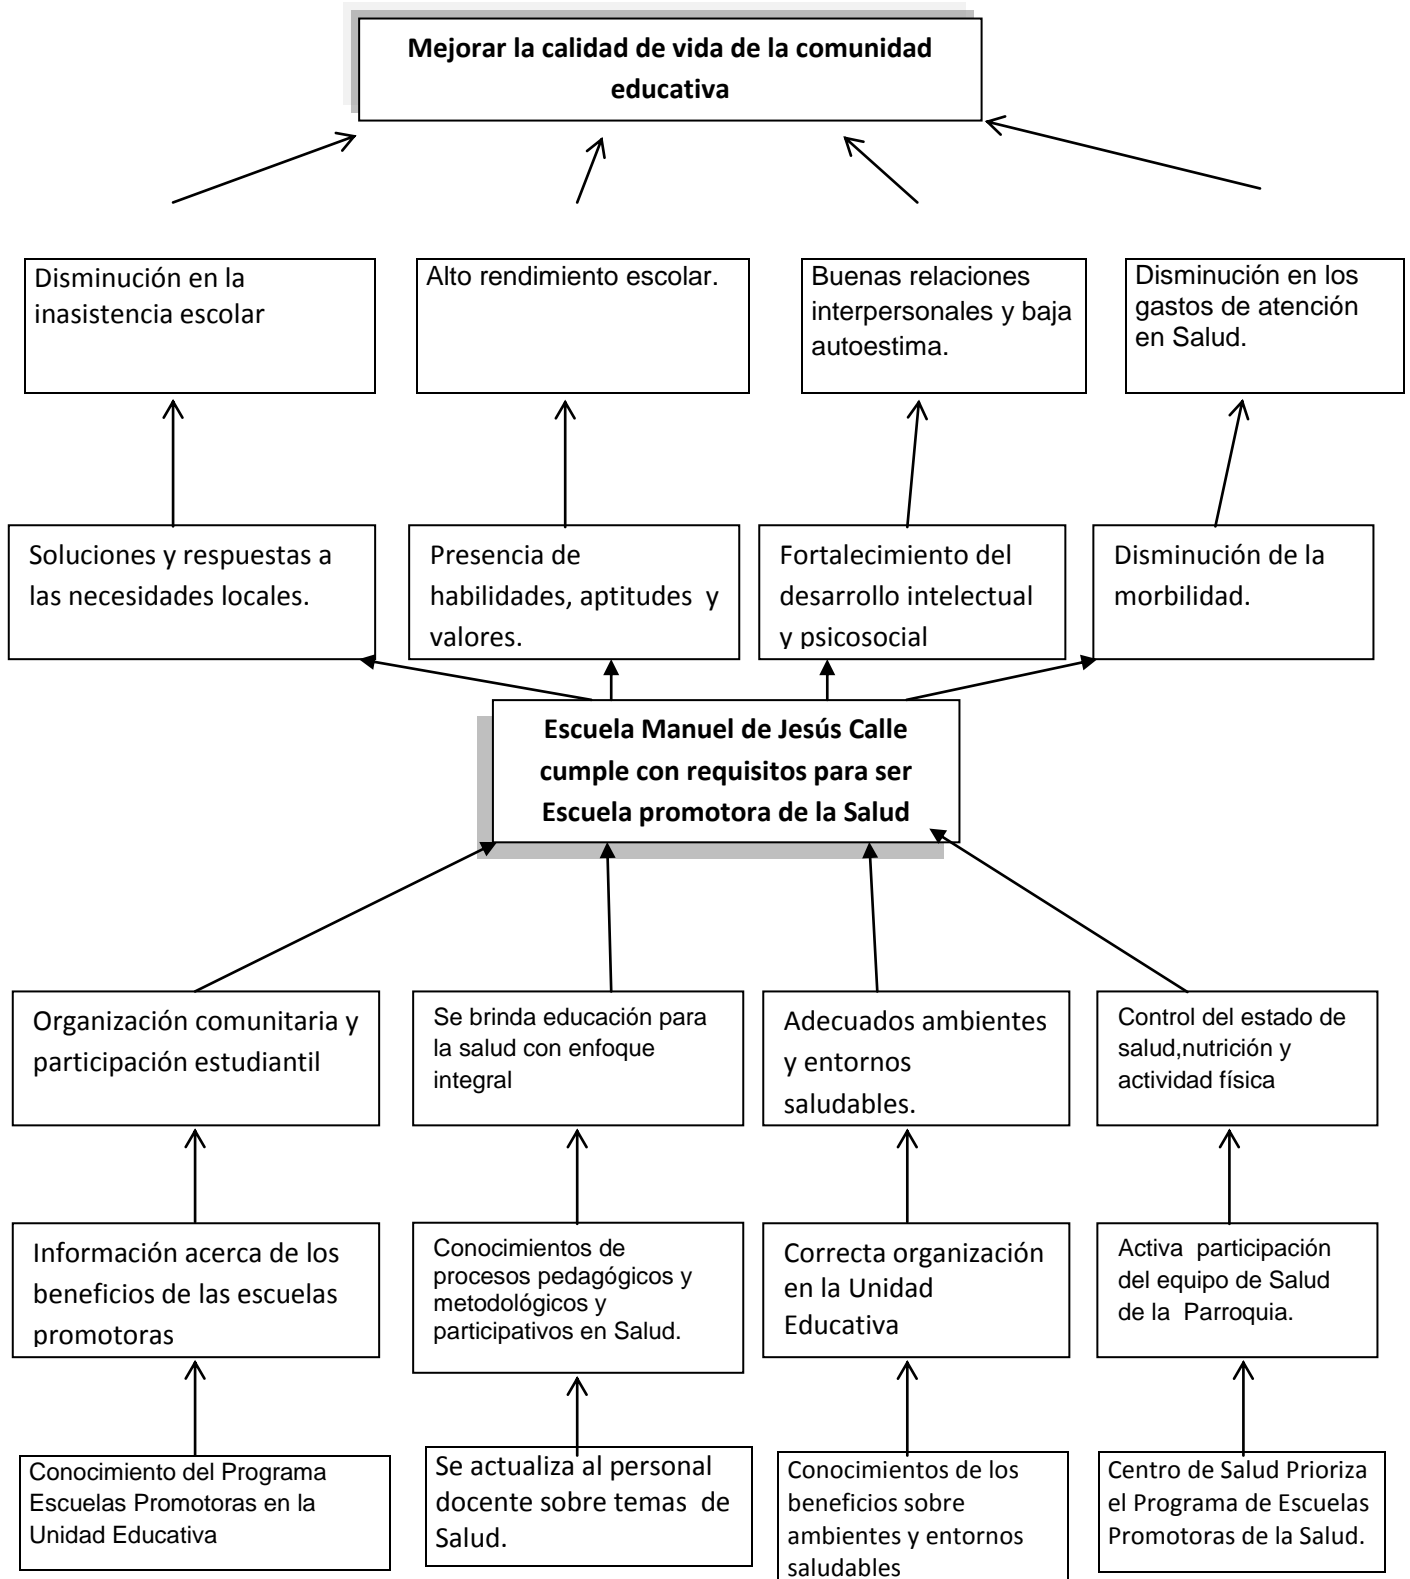 Mejorar la calidad de vida de la comunidad
educativa
Disminución en la
inasistencia escolar
Alto rendimiento escolar.
Buenas relaciones
interpersonales y baja
autoestima.
Disminución en los
gastos de atención
en Salud.
Soluciones y respuestas a
las necesidades locales.
Presencia de
habilidades, aptitudes y
valores.
Fortalecimiento del
desarrollo intelectual
y psicosocial
Disminución de la
morbilidad.
Escuela Manuel de Jesús Calle
cumple con requisitos para ser
Escuela promotora de la Salud
Organización comunitaria y
participación estudiantil
Se brinda educación para
la salud con enfoque
integral
Adecuados ambientes
y entornos
saludables.
Control del estado de
salud,nutrición y
actividad física
Información acerca de los
beneficios de las escuelas
promotoras
Conocimientos de
procesos pedagógicos y
metodológicos y
participativos en Salud.
Correcta organización
en la Unidad
Educativa
Activa participación
del equipo de Salud
de la Parroquia.
Conocimiento del Programa
Escuelas Promotoras en la
Unidad Educativa
Se actualiza al personal
docente sobre temas de
Salud.
Conocimientos de los
beneficios sobre
ambientes y entornos
saludables
Centro de Salud Prioriza
el Programa de Escuelas
Promotoras de la Salud.